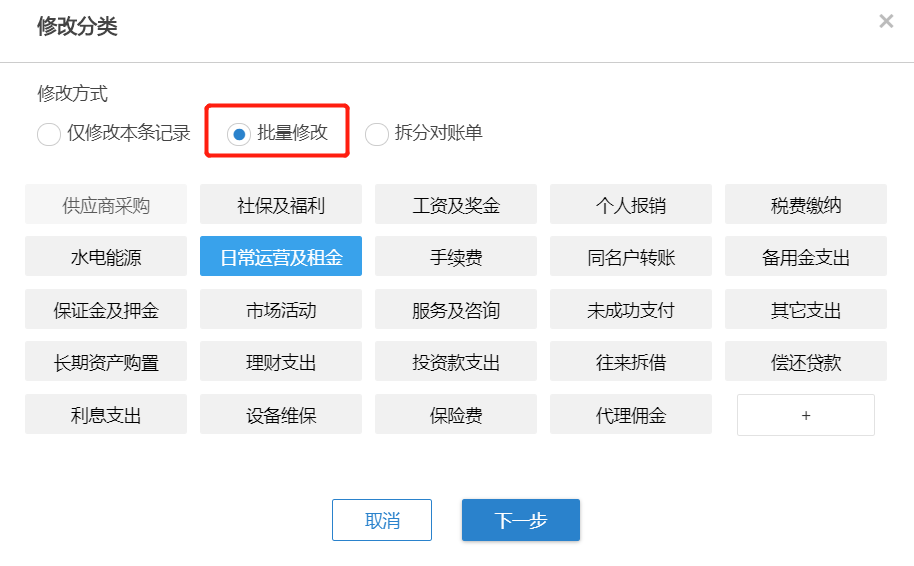 修改分类
修改方式
仅修改本条记录 批量修改 拆分对账单
供应商采购 社保及福利 工资及奖金 个人报销 税费缴纳
水电能源 日常运营及租金 手续费 同名户转账 备用金支出
保证金及押金 市场活动 服务及咨询 未成功支付 其它支出
长期资产购置 理财支出 投资款支出 往来拆借 偿还贷款
利息支出 设备维保 保险费 代理佣金 +
取消 下一步